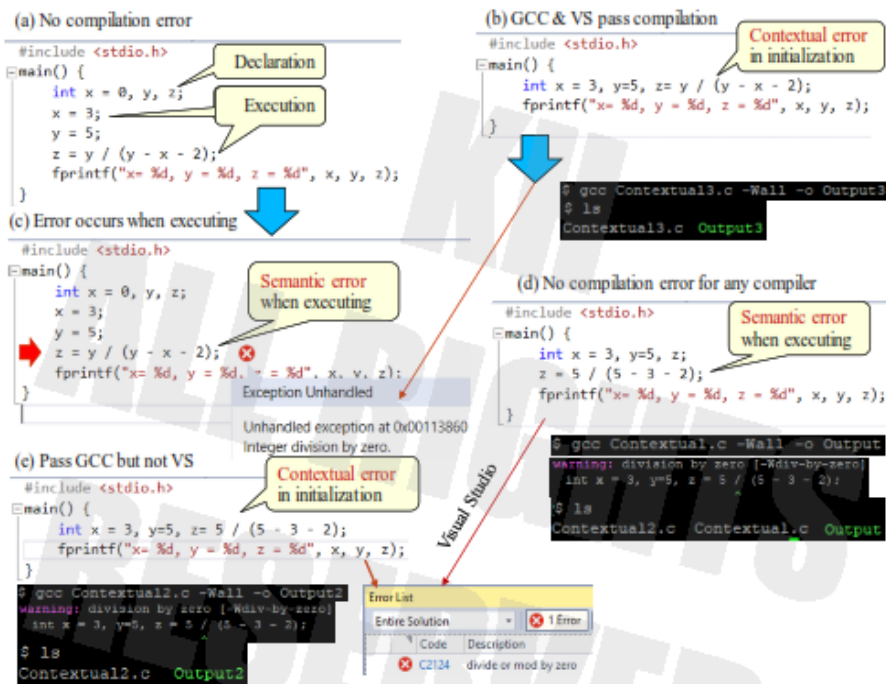 (a) No compilation error
#include <stdio.h>
main() {
Declaration
int x = 0, y, z;
Execution
x = 3;
y = 5;
z = y / (y - x - 2);
fprintf("x= %d, y = %d, z = %d", x, y, z);
}
(b) GCC & VS pass compilation
Contextual error
in initialization
#include <stdio.h>
main() {
int x = 3, y=5, z= y / (y - x - 2);
fprintf("x= %d, y = %d, z = %d", x, y, z);
}
$ gcc Contextual3.c -Wall -o Output3
$ ls
Contextual3.c Output3
(c) Error occurs when executing
#include <stdio.h>
main() {
Semantic error
when executing
int x = 0, y, z;
x = 3;
y = 5;
z = y / (y - x - 2);
fprintf("x= %d, y = %d, z = %d", x, y, z);
}
Exception Unhandled
Unhandled exception at 0x00113860
Integer division by zero.
(d) No compilation error for any compiler
#include <stdio.h>
main() {
Semantic error
when executing
int x = 3, y=5, z;
z = 5 / (5 - 3 - 2);
fprintf("x= %d, y = %d, z = %d", x, y, z);
}
$ gcc Contextual.c -Wall -o Output
warning: division by zero [-Wdiv-by-zero]
int x = 3, y=5, z = 5 / (5 - 3 - 2);
^
$ ls
Contextual2.c Contextual.c Output
Visual Studio
(e) Pass GCC but not VS
Contextual error
in initialization
#include <stdio.h>
main() {
int x = 3, y=5, z= 5 / (5 - 3 - 2);
fprintf("x= %d, y = %d, z = %d", x, y, z);
}
$ gcc Contextual2.c -Wall -o Output2
warning: division by zero [-Wdiv-by-zero]
int x = 3, y=5, z = 5 / (5 - 3 - 2);
^
$ ls
Contextual2.c Output2
Error List
Entire Solution
1 Error
Code Description
C2124 divide or mod by zero
KI
ALL RIGHTS
RESERVED